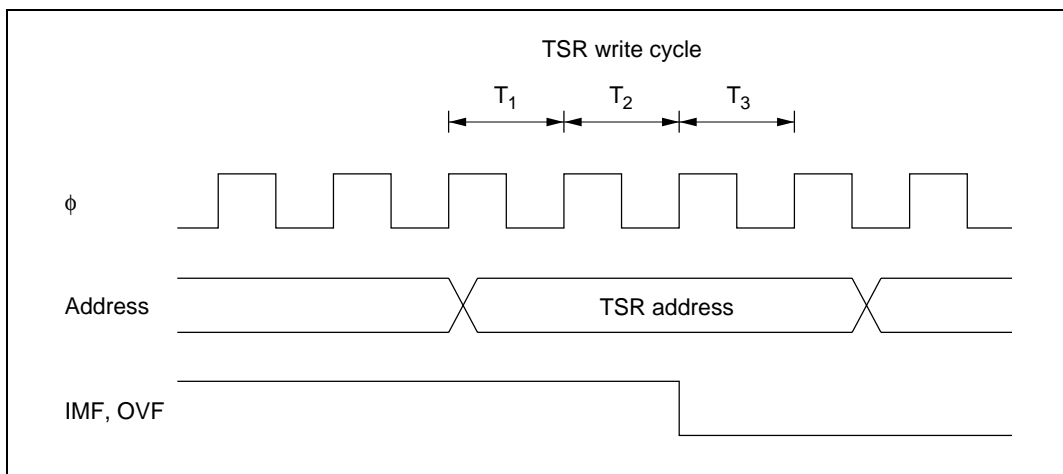 TSR write cycle
T1 T2 T3
ϕ
Address
TSR address
IMF, OVF